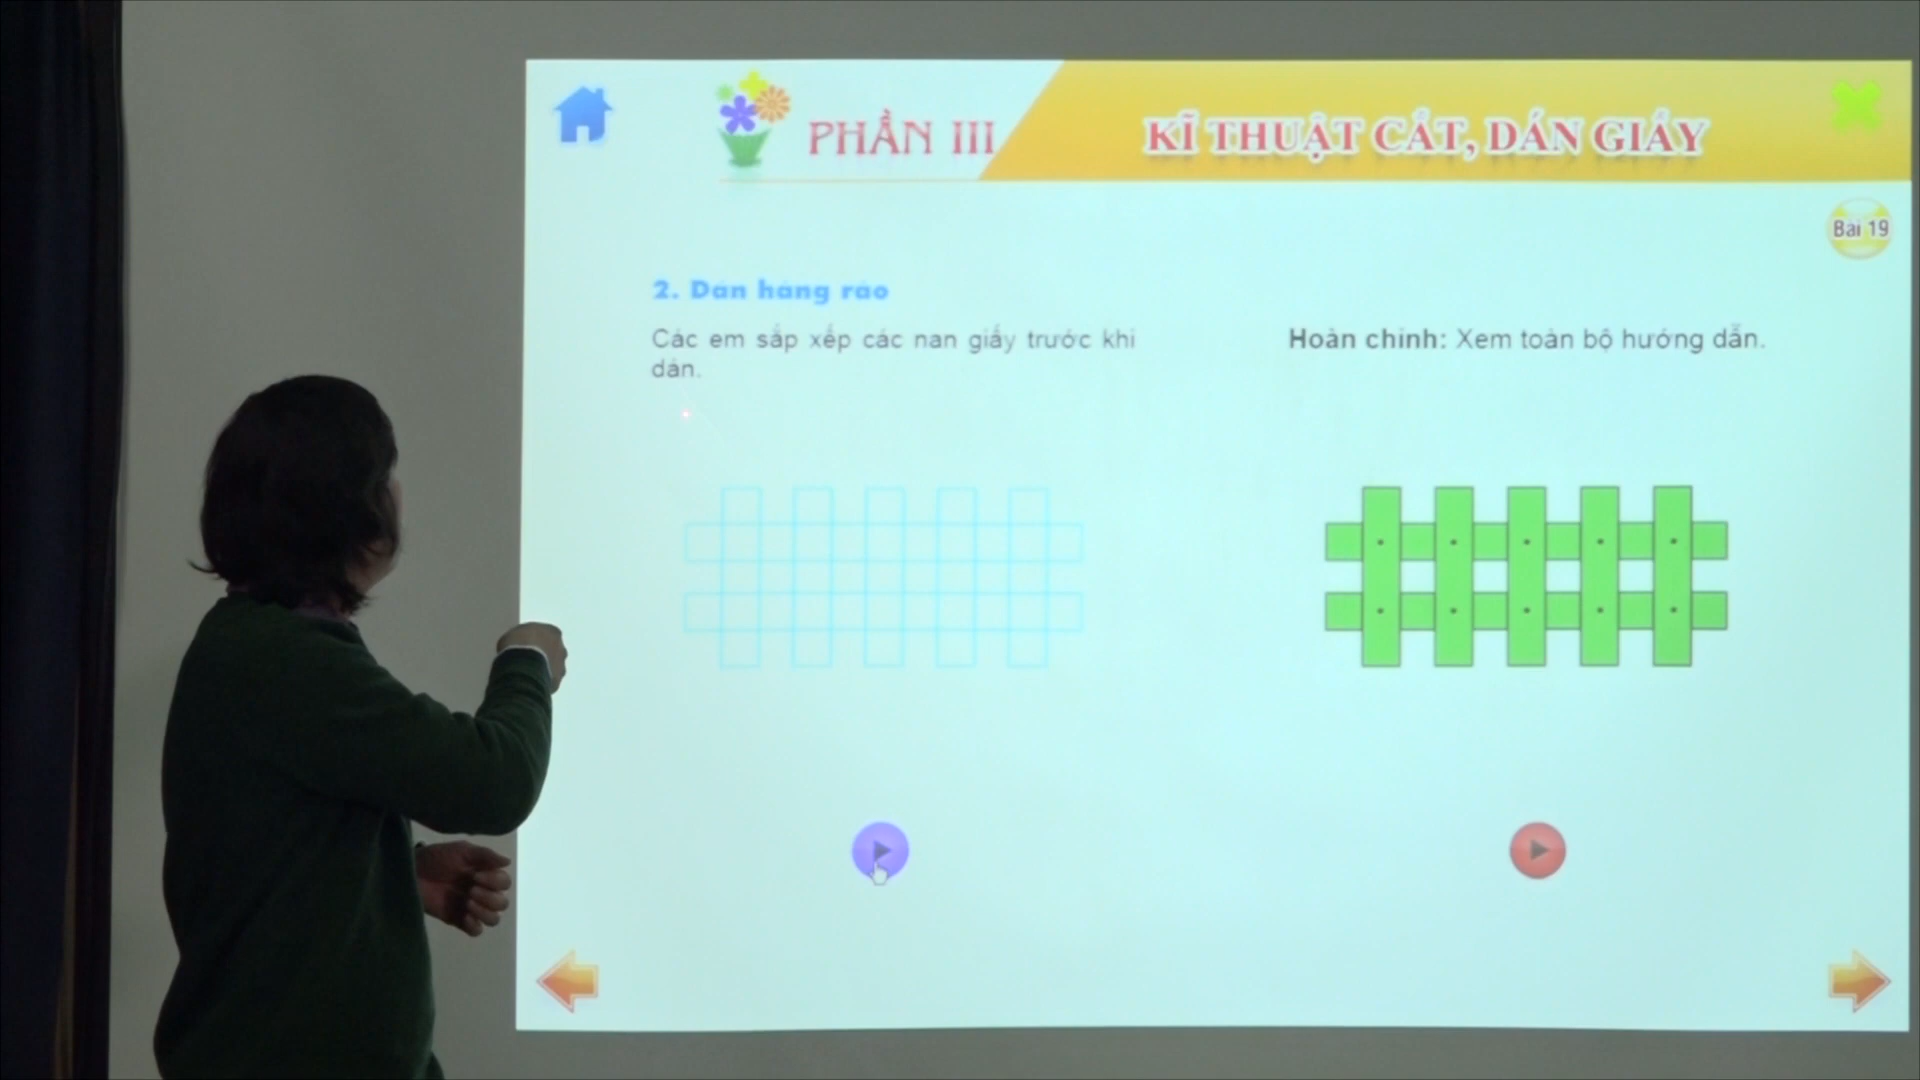 PHẦN III
KĨ THUẬT CẮT, DÁN GIẤY
Bài 19
2. Dán hàng rào
Các em sắp xếp các nan giấy trước khi
dán.
Hoàn chỉnh: Xem toàn bộ hướng dẫn.